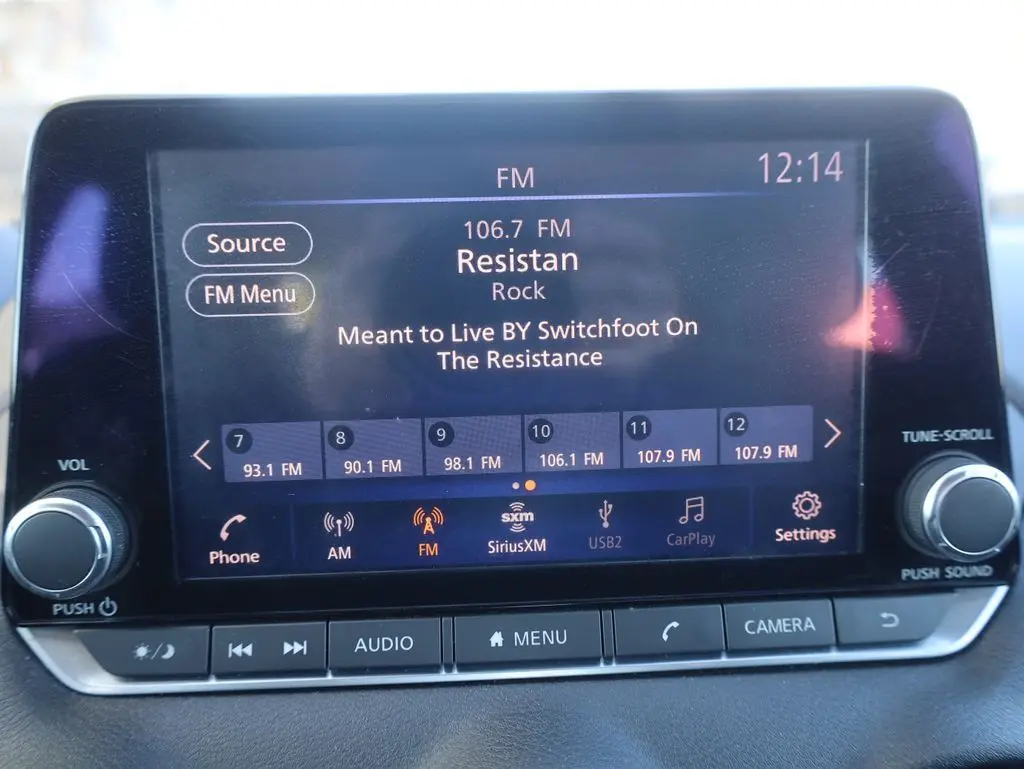 FM
12:14
Source
FM Menu
106.7 FM
Resistan
Rock
Meant to Live BY Switchfoot On
The Resistance
7
93.1 FM
8
90.1 FM
9
98.1 FM
10
106.1 FM
11
107.9 FM
12
107.9 FM
VOL
TUNE·SCROLL
Phone
AM
FM
sxm
SiriusXM
USB2
CarPlay
Settings
PUSH
PUSH SOUND
AUDIO
MENU
CAMERA